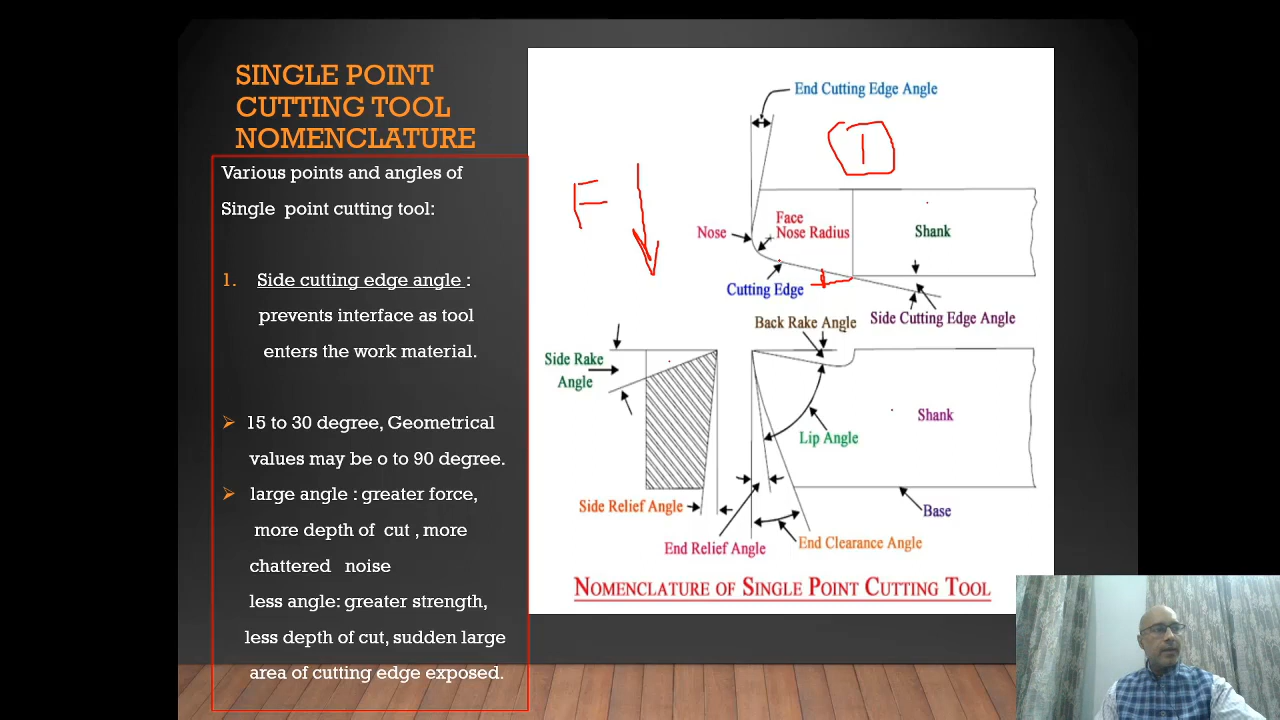 SINGLE POINT
CUTTING TOOL
NOMENCLATURE
Various points and angles of
Single point cutting tool:
1. Side cutting edge angle :
prevents interface as tool
enters the work material.
15 to 30 degree, Geometrical
values may be o to 90 degree.
large angle : greater force,
more depth of cut , more
chattered noise
less angle: greater strength,
less depth of cut, sudden large
area of cutting edge exposed.
End Cutting Edge Angle
1
F
Face
Nose
Nose Radius
Shank
Cutting Edge
Side Cutting Edge Angle
Back Rake Angle
Side Rake
Angle
Shank
Lip Angle
Side Relief Angle
Base
End Relief Angle
End Clearance Angle
NOMENCLATURE OF SINGLE POINT CUTTING TOOL